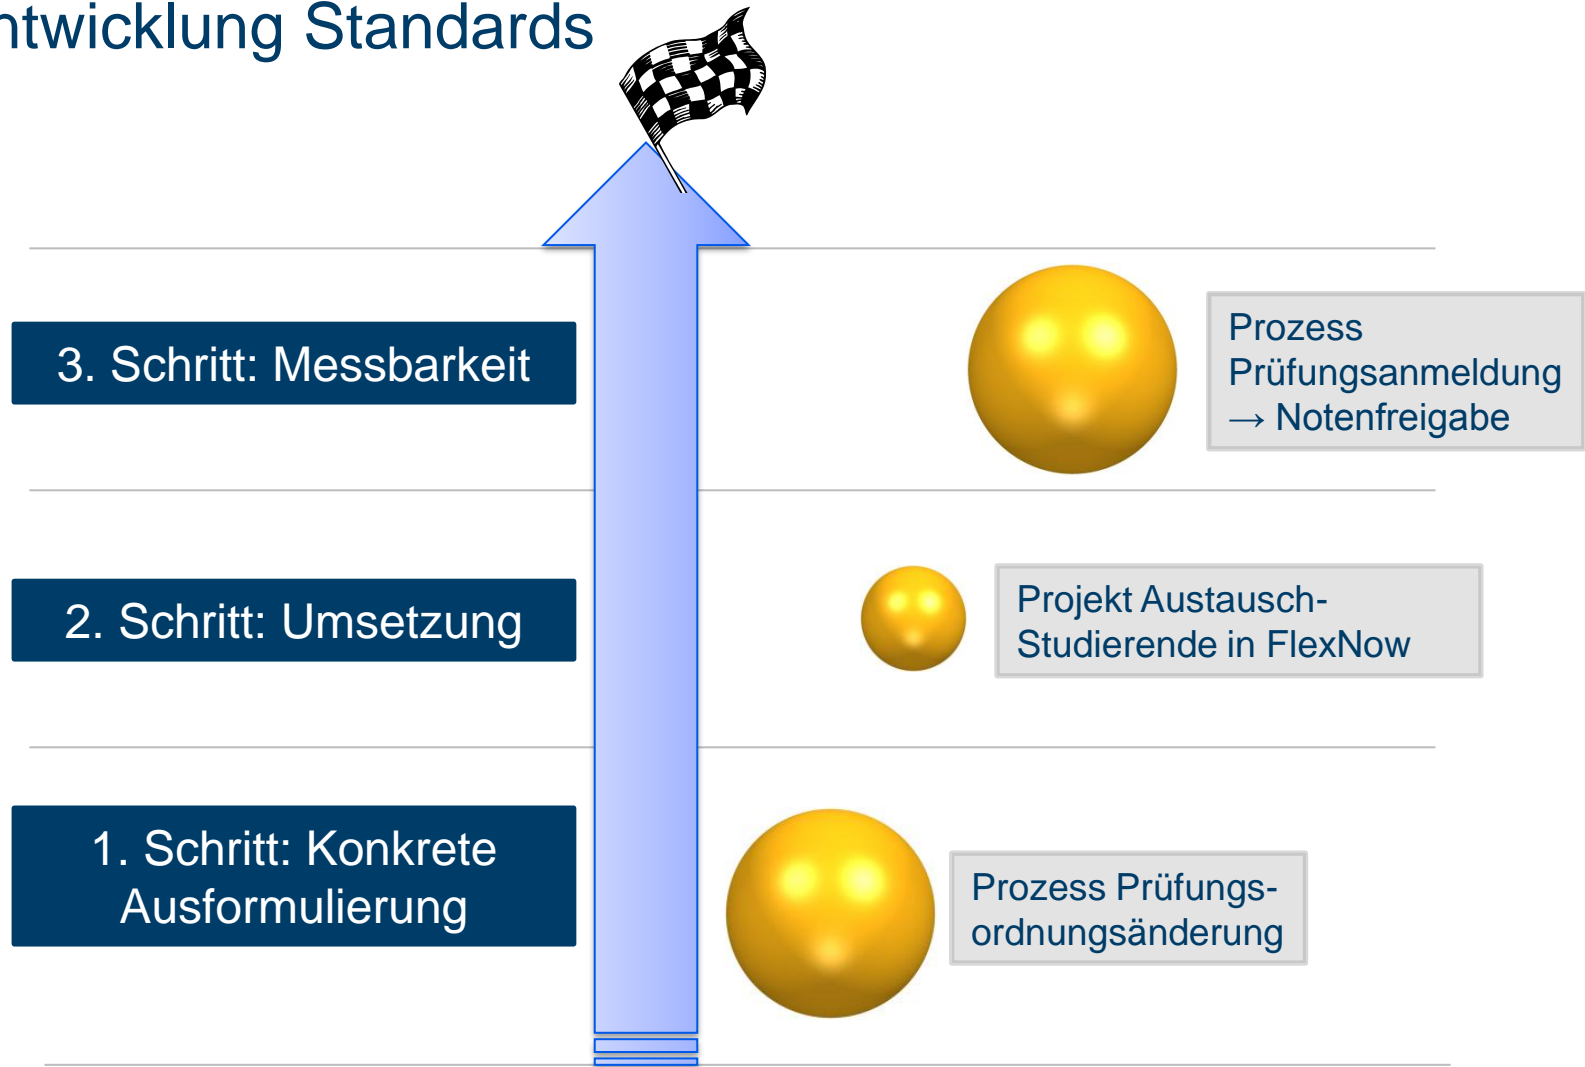 ntwicklung Standards
3. Schritt: Messbarkeit
Prozess
Prüfungsanmeldung
→ Notenfreigabe
2. Schritt: Umsetzung
Projekt Austausch-
Studierende in FlexNow
1. Schritt: Konkrete
Ausformulierung
Prozess Prüfungs-
ordnungsänderung